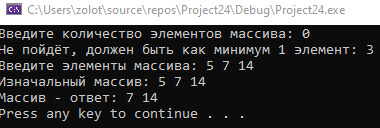 C:\Users\zolot\source\repos\Project24\Debug\Project24.exe
Введите количество элементов массива: 0
Не пойдёт, должен быть как минимум 1 элемент: 3
Введите элементы массива: 5 7 14
Изначальный массив: 5 7 14
Массив - ответ: 7 14
Press any key to continue . . .